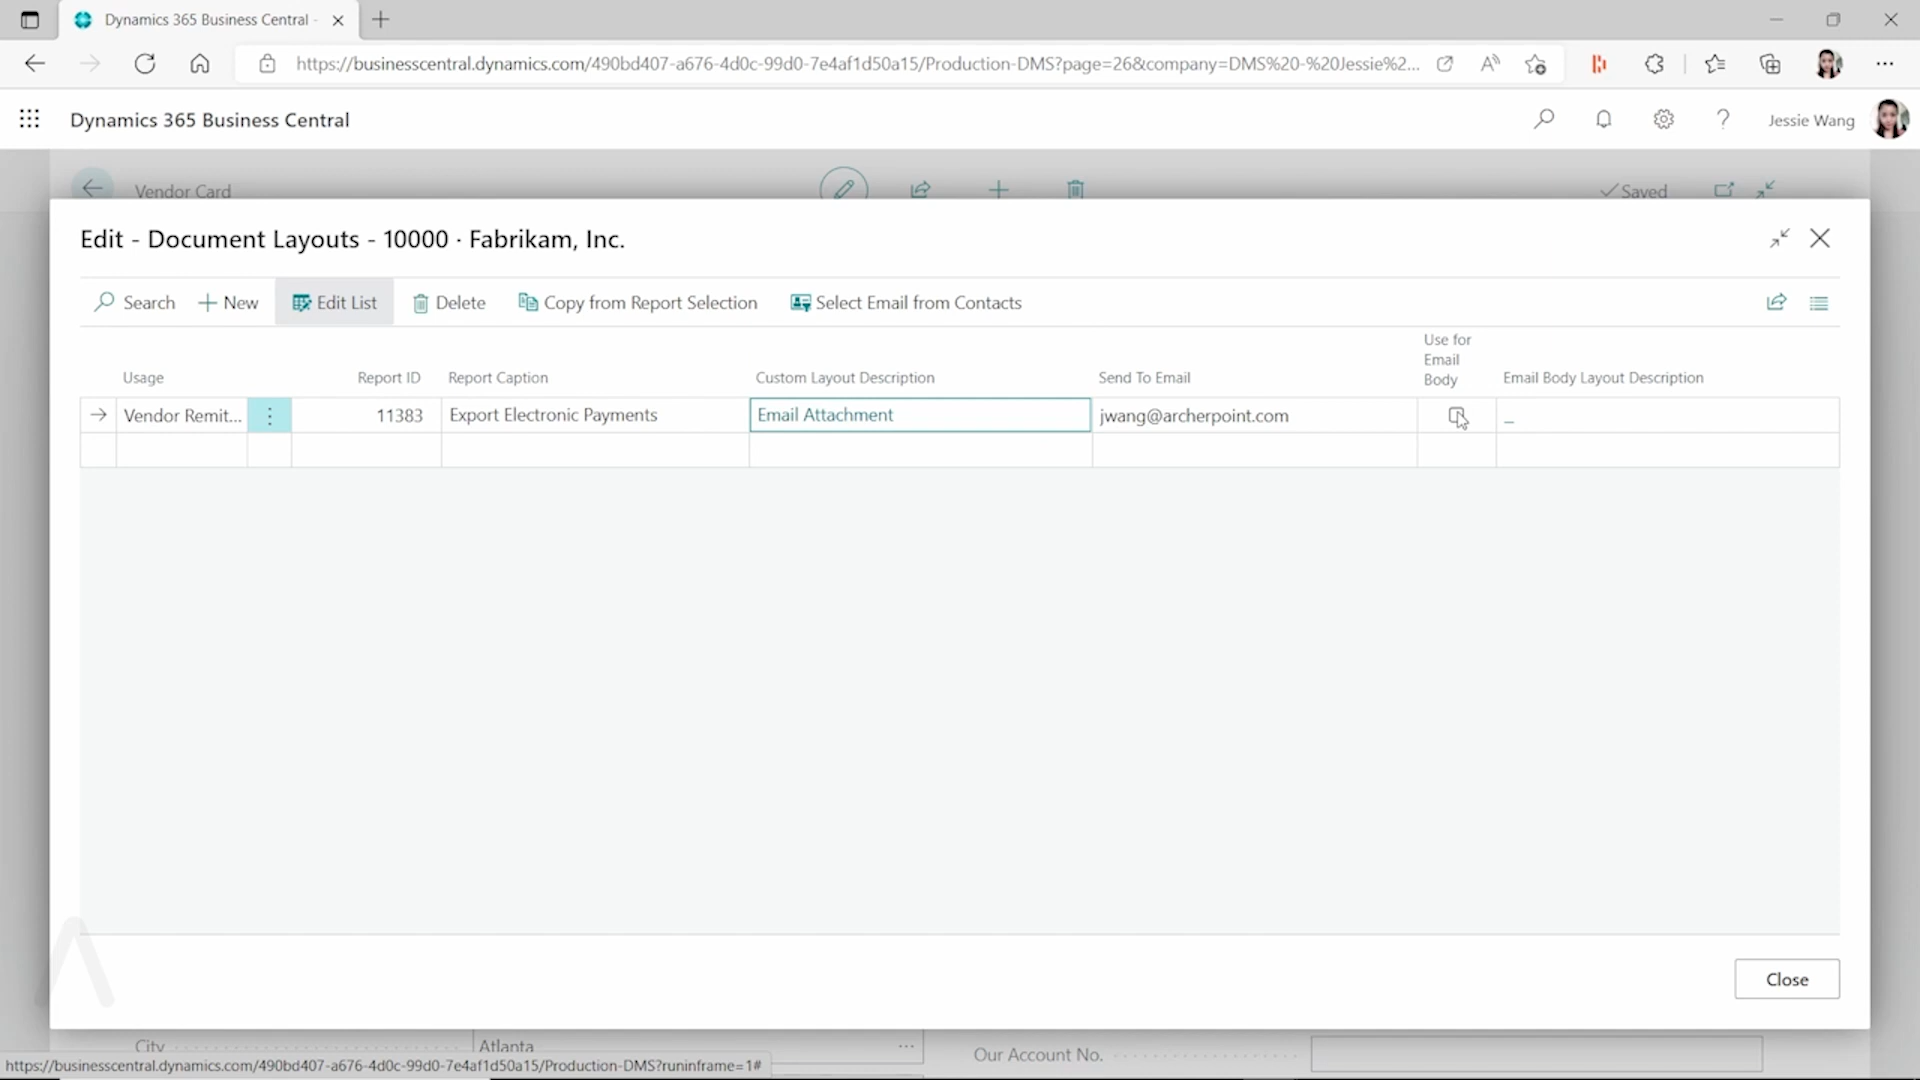 Dynamics 365 Business Central -
https://businesscentral.dynamics.com/490bd407-a676-4d0c-99d0-7e4af1d50a15/Production-DMS?page=26&company=DMS%20-%20Jessie%2...
Dynamics 365 Business Central
Jessie Wang
Vendor Card
Saved
Edit - Document Layouts - 10000 · Fabrikam, Inc.
Search
New
Edit List
Delete
Copy from Report Selection
Select Email from Contacts
Usage
Report ID
Report Caption
Custom Layout Description
Send To Email
Use for
Email
Body
Email Body Layout Description
Vendor Remit...
11383
Export Electronic Payments
Email Attachment
jwang@archerpoint.com
_
Close
City
Atlanta
Our Account No.
https://businesscentral.dynamics.com/490bd407-a676-4d0c-99d0-7e4af1d50a15/Production-DMS?runinframe=1#